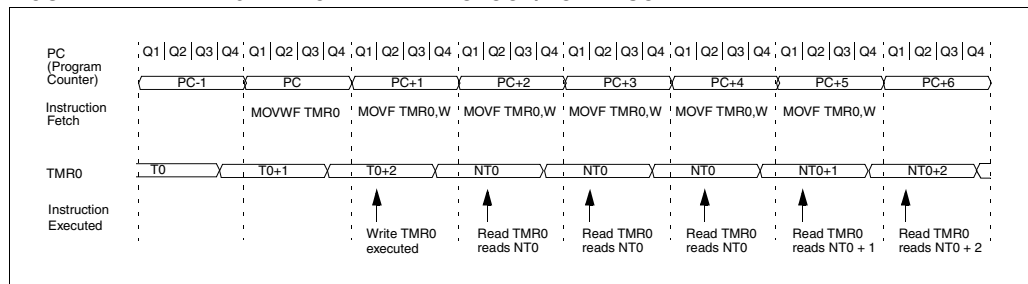 PC
(Program
Counter)
Q1 Q2 Q3 Q4 Q1 Q2 Q3 Q4 Q1 Q2 Q3 Q4 Q1 Q2 Q3 Q4 Q1 Q2 Q3 Q4 Q1 Q2 Q3 Q4 Q1 Q2 Q3 Q4 Q1 Q2 Q3 Q4
PC-1 PC PC+1 PC+2 PC+3 PC+4 PC+5 PC+6
Instruction
Fetch
MOVWF TMR0 MOVF TMR0,W MOVF TMR0,W MOVF TMR0,W MOVF TMR0,W MOVF TMR0,W
TMR0
T0 T0+1 T0+2 NT0 NT0 NT0 NT0+1 NT0+2
Instruction
Executed
Write TMR0
executed
Read TMR0
reads NT0
Read TMR0
reads NT0
Read TMR0
reads NT0
Read TMR0
reads NT0 + 1
Read TMR0
reads NT0 + 2